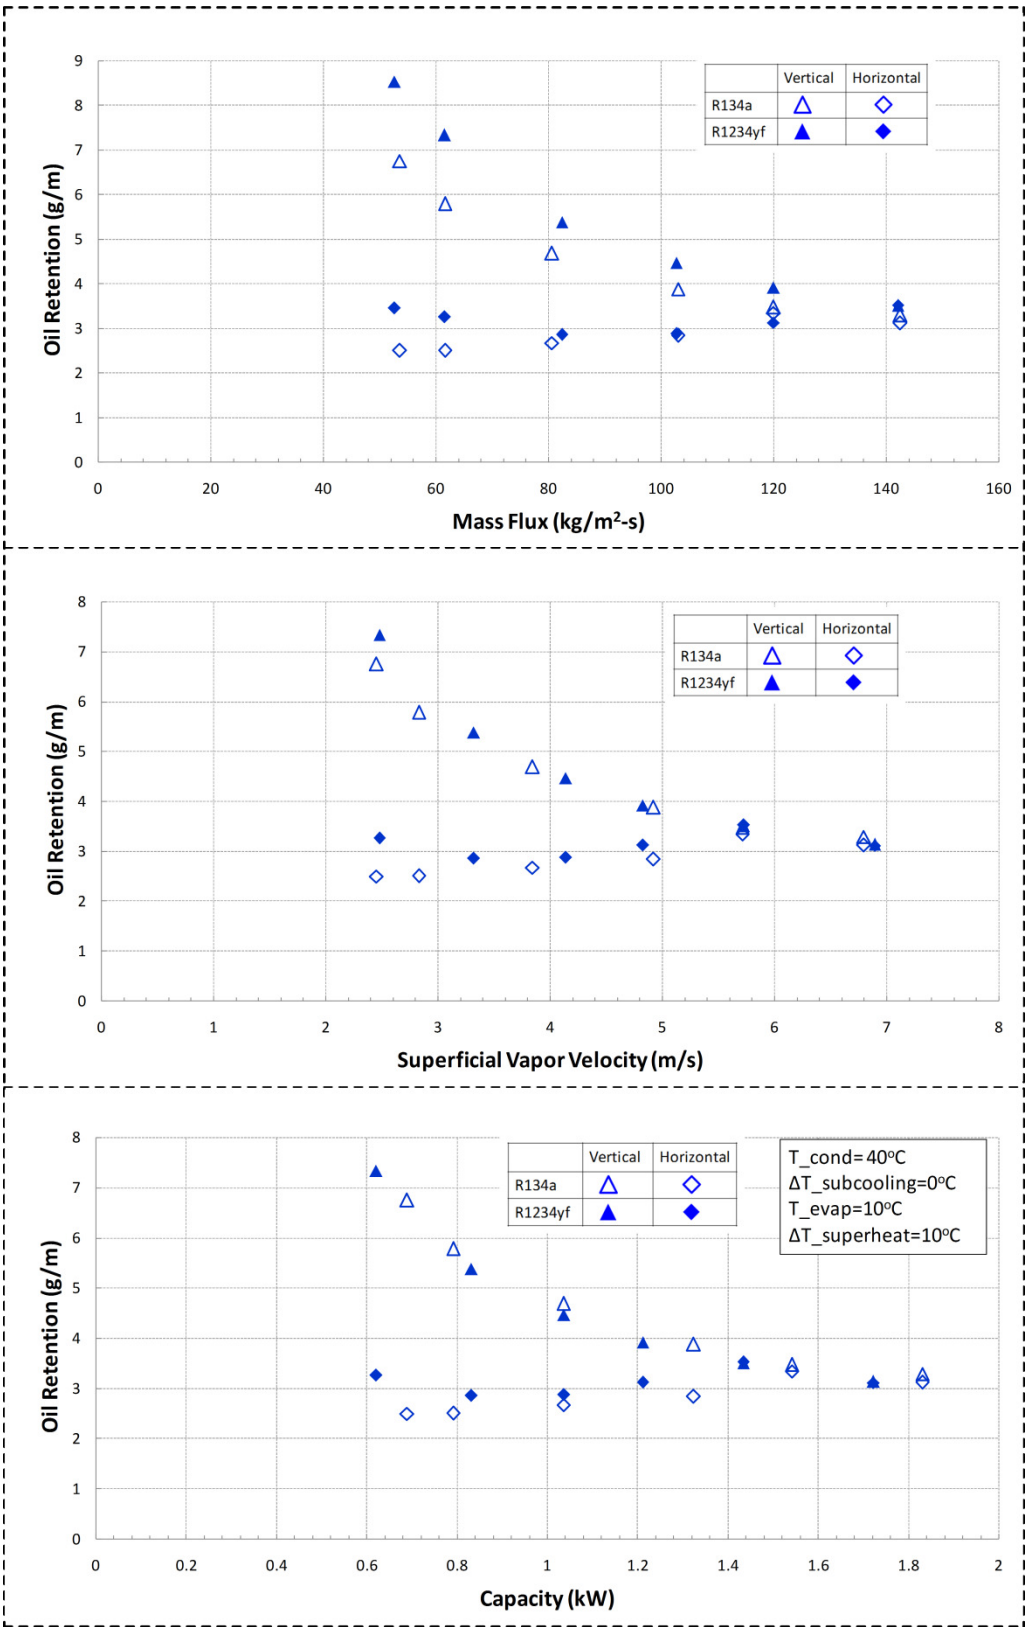 9
8
7
6
5
4
3
2
1
0
Oil Retention (g/m)
Vertical Horizontal
R134a
R1234yf
0 20 40 60 80 100 120 140 160
Mass Flux (kg/m²-s)
8
7
6
5
4
3
2
1
0
Oil Retention (g/m)
Vertical Horizontal
R134a
R1234yf
0 1 2 3 4 5 6 7 8
Superficial Vapor Velocity (m/s)
8
7
6
5
4
3
2
1
0
Oil Retention (g/m)
Vertical Horizontal
R134a
R1234yf
T_cond=40°C
ΔT_subcooling=0°C
T_evap=10°C
ΔT_superheat=10°C
0 0.2 0.4 0.6 0.8 1 1.2 1.4 1.6 1.8 2
Capacity (kW)